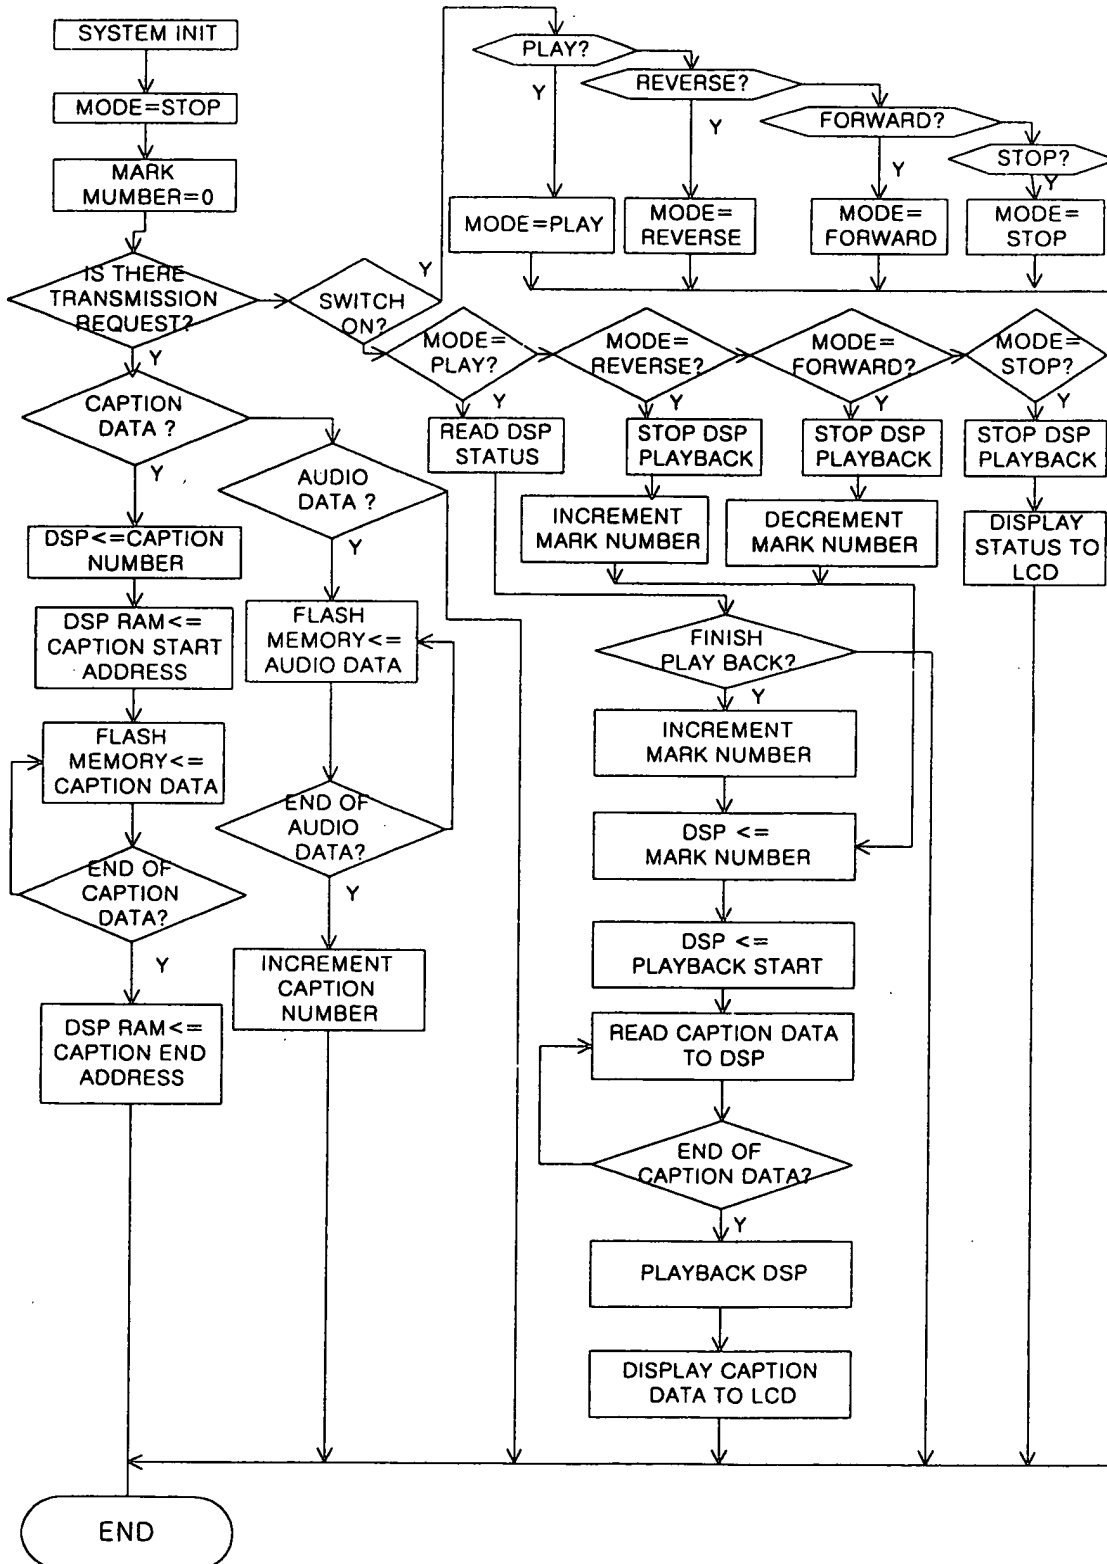 SYSTEM INIT
MODE=STOP
MARK
MUMBER=0
IS THERE
TRANSMISSION
REQUEST?
Y
SWITCH
ON?
Y
PLAY?
Y
REVERSE?
Y
FORWARD?
Y
STOP?
Y
MODE=PLAY
MODE=
REVERSE
MODE=
FORWARD
MODE=
STOP
MODE=
PLAY?
Y
MODE=
REVERSE?
Y
MODE=
FORWARD?
Y
MODE=
STOP?
Y
CAPTION
DATA ?
Y
AUDIO
DATA ?
Y
READ DSP
STATUS
STOP DSP
PLAYBACK
STOP DSP
PLAYBACK
STOP DSP
PLAYBACK
INCREMENT
MARK NUMBER
DECREMENT
MARK NUMBER
DISPLAY
STATUS TO
LCD
DSP<=CAPTION
NUMBER
DSP RAM<=
CAPTION START
ADDRESS
FLASH
MEMORY<=
CAPTION DATA
END OF
CAPTION
DATA?
Y
DSP RAM<=
CAPTION END
ADDRESS
FLASH
MEMORY<=
AUDIO DATA
END OF
AUDIO
DATA?
Y
INCREMENT
CAPTION
NUMBER
FINISH
PLAY BACK?
Y
INCREMENT
MARK NUMBER
DSP <=
MARK NUMBER
DSP <=
PLAYBACK START
READ CAPTION DATA
TO DSP
END OF
CAPTION DATA?
Y
PLAYBACK DSP
DISPLAY CAPTION
DATA TO LCD
END